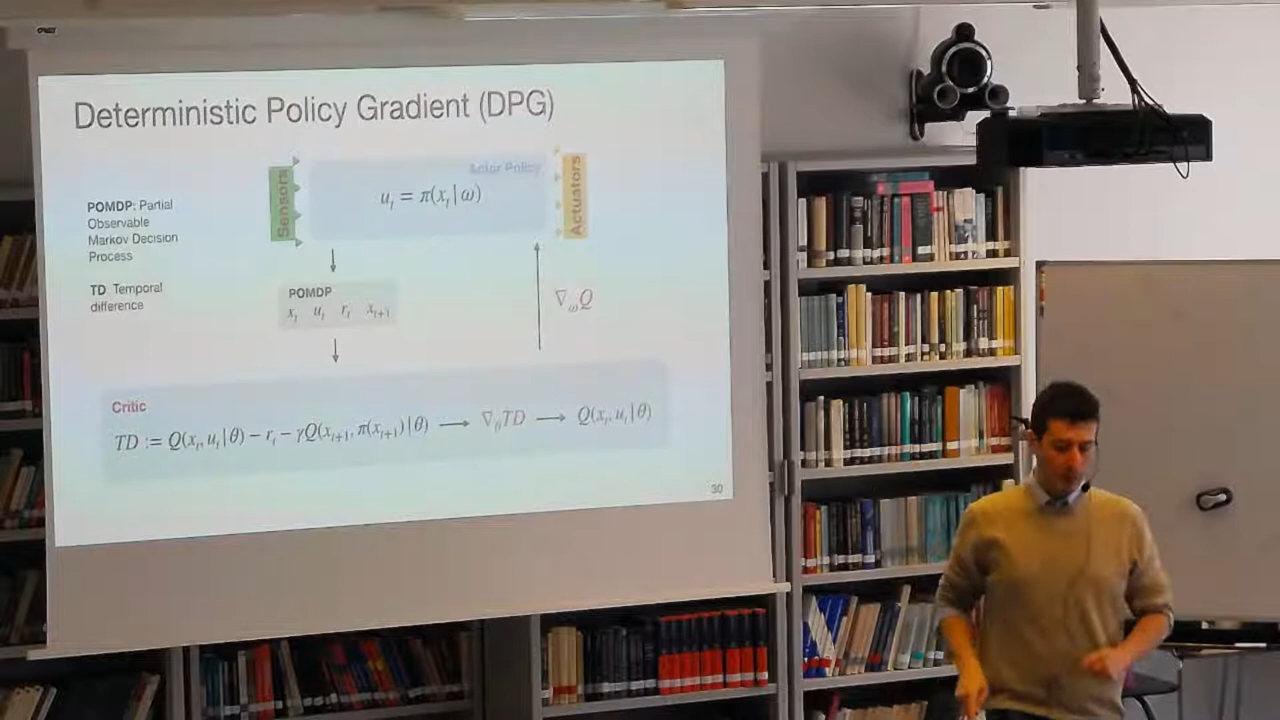 Deterministic Policy Gradient (DPG)
Sensors
Actor Policy
u_t = π(x_t | ω)
Actuators
POMDP: Partial
Observable
Markov Decision
Process
TD Temporal
difference
POMDP
x_t u_t r_t x_{t+1}
∇_ω Q
Critic
TD := Q(x_t, u_t | θ) − r_t − γQ(x_{t+1}, π(x_{t+1}) | θ) ⟶ ∇_θ TD ⟶ Q(x_t, u_t | θ)
30